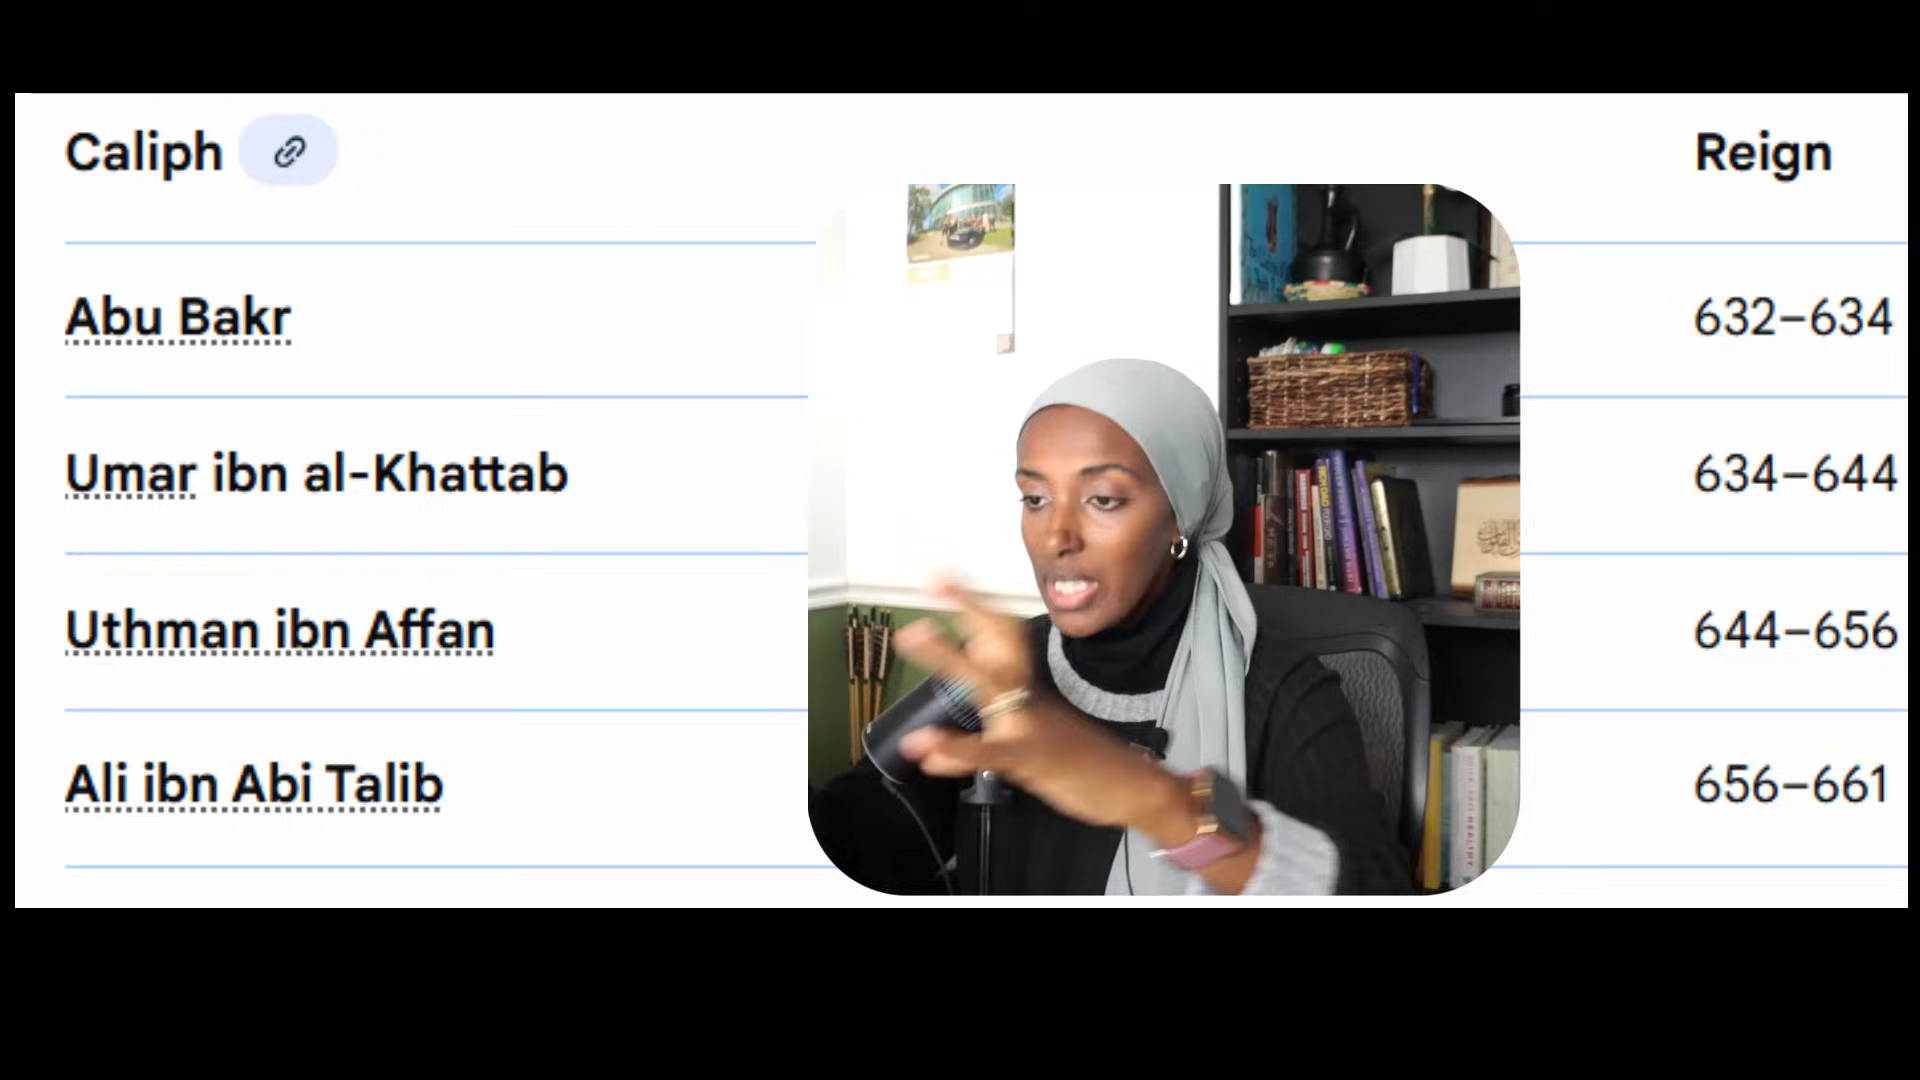 Caliph Reign
Abu Bakr 632–634
Umar ibn al-Khattab 634–644
Uthman ibn Affan 644–656
Ali ibn Abi Talib 656–661